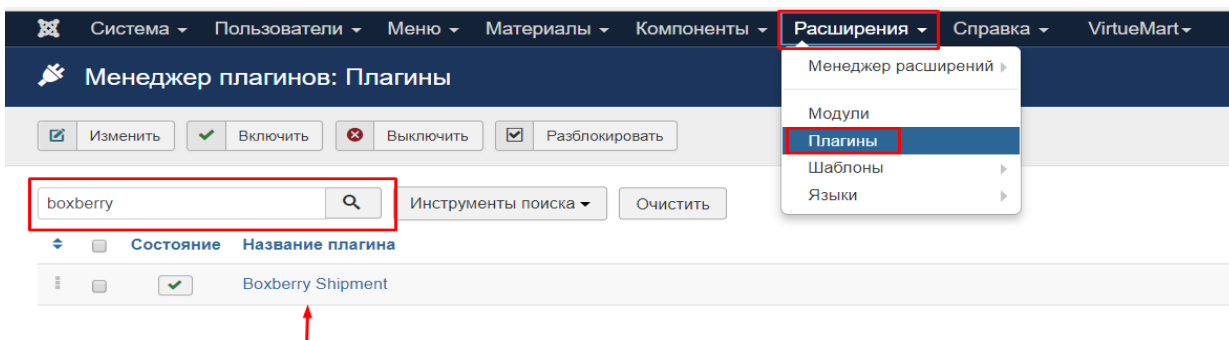 Система Пользователи Меню Материалы Компоненты Расширения Справка VirtueMart
Менеджер плагинов: Плагины
Менеджер расширений
Модули
Плагины
Шаблоны
Языки
Изменить Включить Выключить Разблокировать
boxberry Инструменты поиска Очистить
Состояние Название плагина
Boxberry Shipment